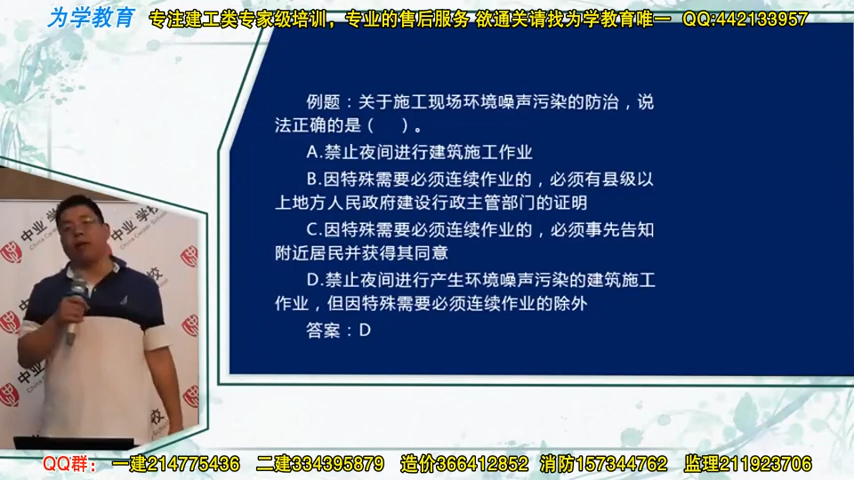 为学教育 专注建工类专家级培训，专业的售后服务 欲通关请找为学教育唯一 QQ:442133957
例题：关于施工现场环境噪声污染的防治，说
法正确的是（ ）。
A.禁止夜间进行建筑施工作业
B.因特殊需要必须连续作业的，必须有县级以
上地方人民政府建设行政主管部门的证明
C.因特殊需要必须连续作业的，必须事先告知
附近居民并获得其同意
D.禁止夜间进行产生环境噪声污染的建筑施工
作业，但因特殊需要必须连续作业的除外
答案：D
中业 学校
China Career School
QQ群： 一建214775436 二建334395879 造价366412852 消防157344762 监理211923706